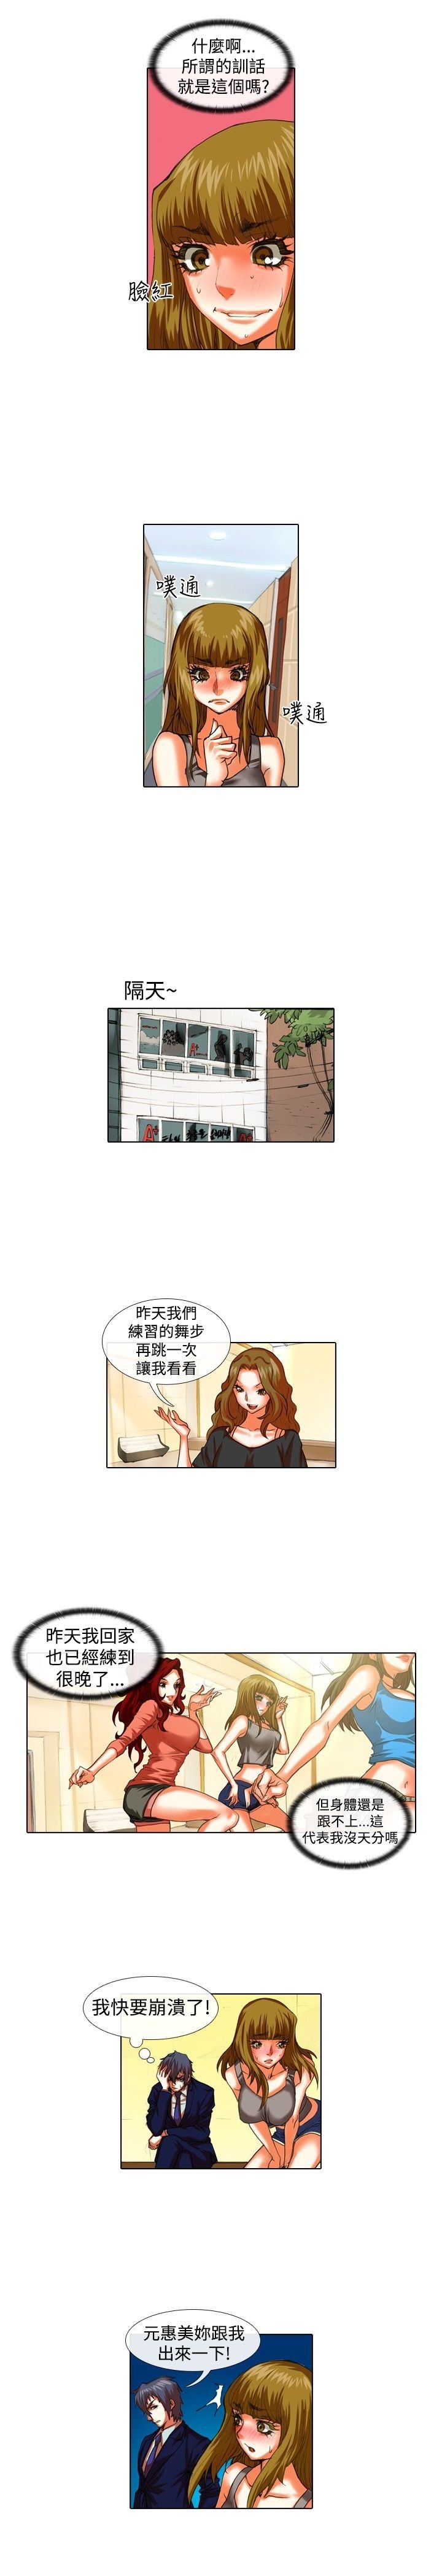 什麼啊...
所謂的訓話
就是這個嗎?
臉紅
噗通
噗通
隔天~
A+
A+
昨天我們
練習的舞步
再跳一次
讓我看看
昨天我回家
也已經練到
很晚了...
但身體還是
跟不上...這
代表我沒天分嗎
我快要崩潰了!
元惠美妳跟我
出來一下!